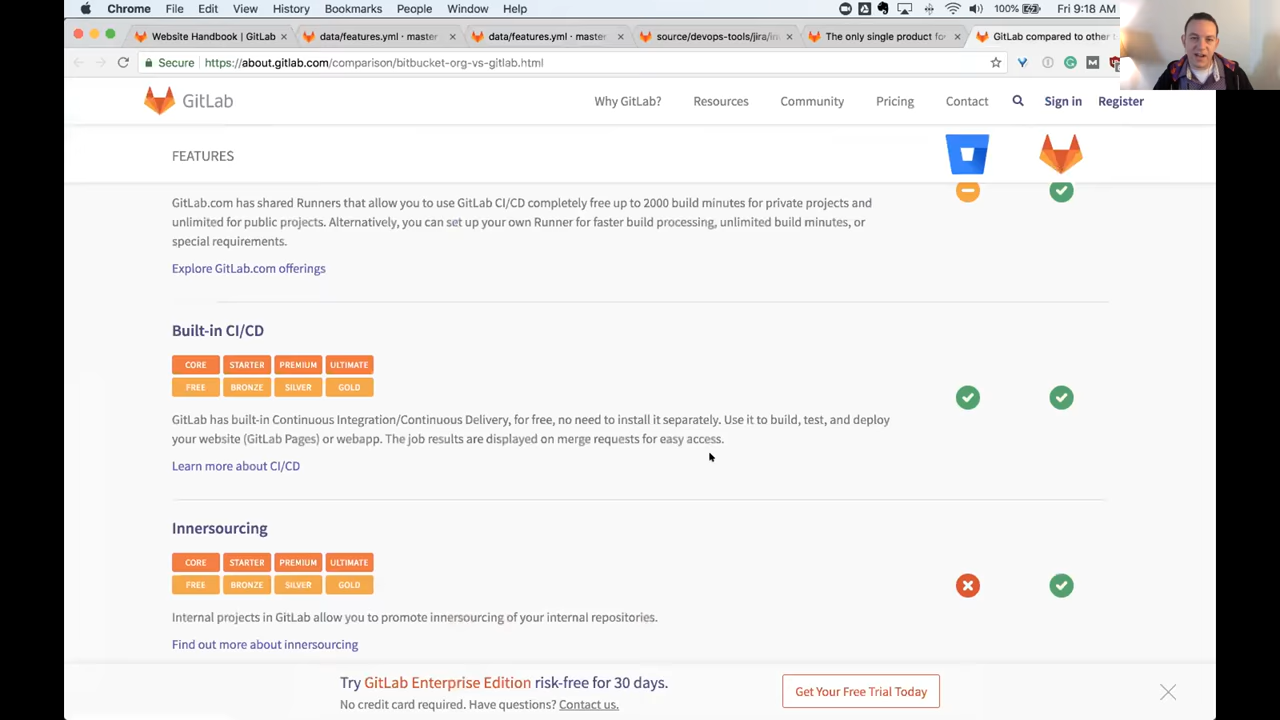 Chrome File Edit View History Bookmarks People Window Help 100% Fri 9:18 AM
Website Handbook | GitLab data/features.yml · master data/features.yml · master source/devops-tools/jira/ The only single product for GitLab compared to other
Secure https://about.gitlab.com/comparison/bitbucket-org-vs-gitlab.html
GitLab Why GitLab? Resources Community Pricing Contact Sign in Register
FEATURES
GitLab.com has shared Runners that allow you to use GitLab CI/CD completely free up to 2000 build minutes for private projects and
unlimited for public projects. Alternatively, you can set up your own Runner for faster build processing, unlimited build minutes, or
special requirements.
Explore GitLab.com offerings
Built-in CI/CD
CORE STARTER PREMIUM ULTIMATE
FREE BRONZE SILVER GOLD
GitLab has built-in Continuous Integration/Continuous Delivery, for free, no need to install it separately. Use it to build, test, and deploy
your website (GitLab Pages) or webapp. The job results are displayed on merge requests for easy access.
Learn more about CI/CD
Innersourcing
CORE STARTER PREMIUM ULTIMATE
FREE BRONZE SILVER GOLD
Internal projects in GitLab allow you to promote innersourcing of your internal repositories.
Find out more about innersourcing
Try GitLab Enterprise Edition risk-free for 30 days.
No credit card required. Have questions? Contact us.
Get Your Free Trial Today